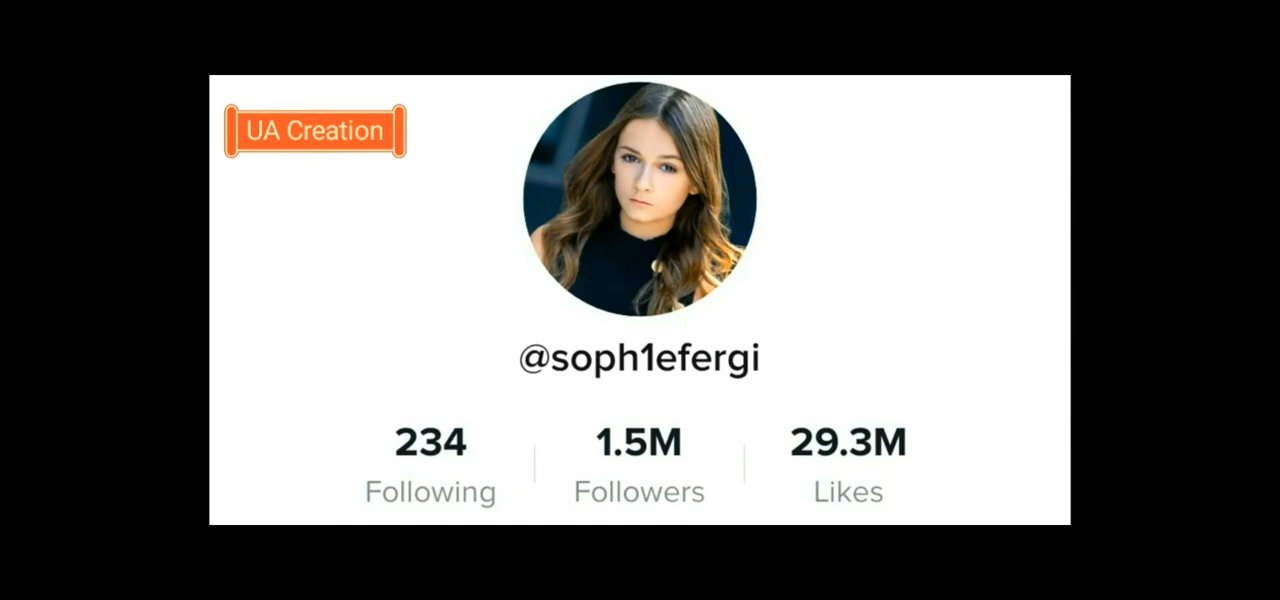 UA Creation
@soph1efergi
234
1.5M
29.3M
Following
Followers
Likes